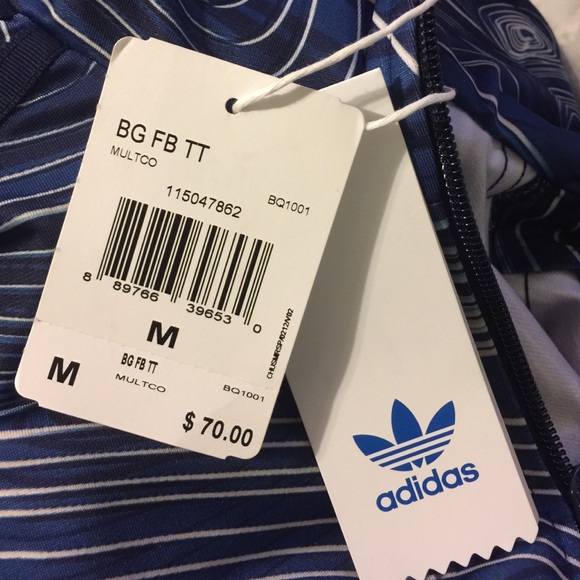 BG FB TT
MULTCO
115047862
BQ1001
8 89766 39653 0
M
M
BG FB TT
MULTCO
BQ1001
$ 70.00
adidas